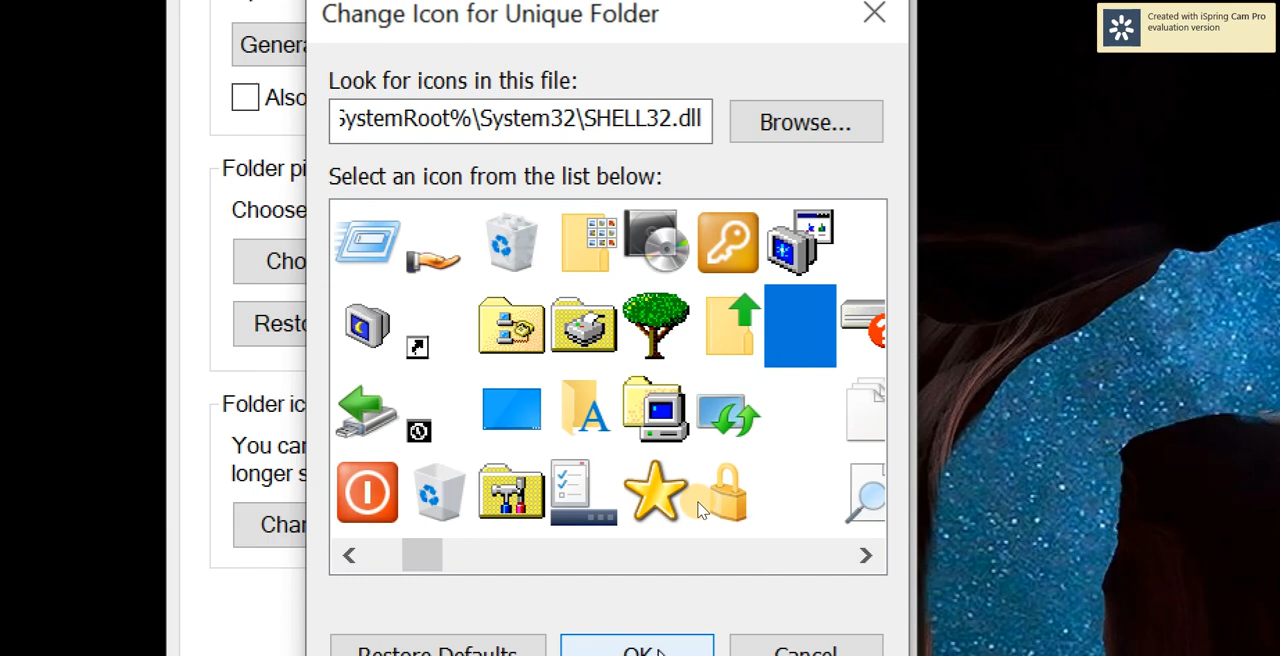 Change Icon for Unique Folder
Created with iSpring Cam Pro
evaluation version
Genera
Also
Look for icons in this file:
SystemRoot%\System32\SHELL32.dll
Browse...
Folder pi
Choose
Cho
Resto
Select an icon from the list below:
A
Folder ic
You can
longer s
Chan
Restore Defaults
OK
Cancel